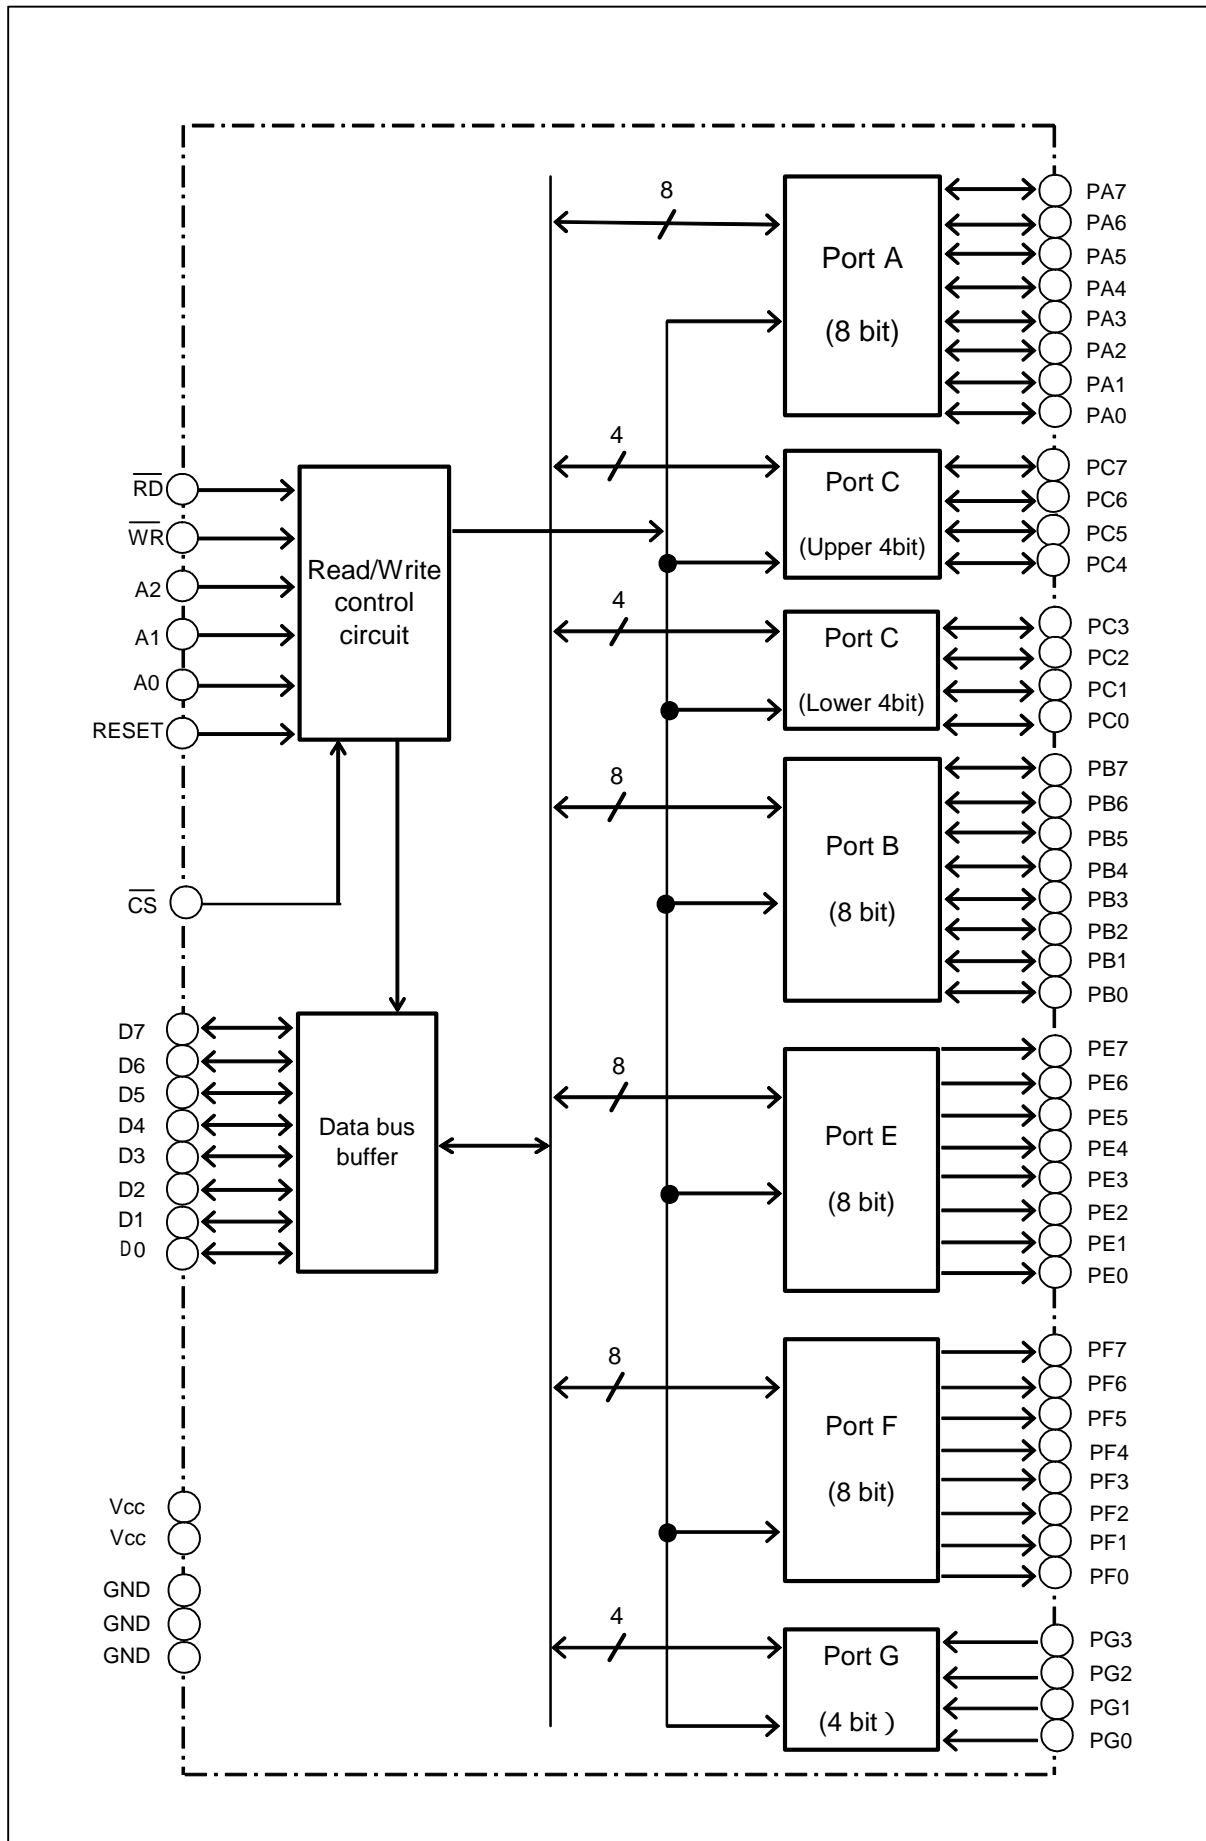 8
Port A
(8 bit)
PA7
PA6
PA5
PA4
PA3
PA2
PA1
PA0
4
Port C
(Upper 4bit)
PC7
PC6
PC5
PC4
R̅D̅
W̅R̅
A2
A1
A0
RESET
Read/Write
control
circuit
4
Port C
(Lower 4bit)
PC3
PC2
PC1
PC0
8
Port B
(8 bit)
PB7
PB6
PB5
PB4
PB3
PB2
PB1
PB0
C̅S̅
D7
D6
D5
D4
D3
D2
D1
D0
Data bus
buffer
8
Port E
(8 bit)
PE7
PE6
PE5
PE4
PE3
PE2
PE1
PE0
8
Port F
(8 bit)
PF7
PF6
PF5
PF4
PF3
PF2
PF1
PF0
Vcc
Vcc
GND
GND
GND
4
Port G
(4 bit )
PG3
PG2
PG1
PG0